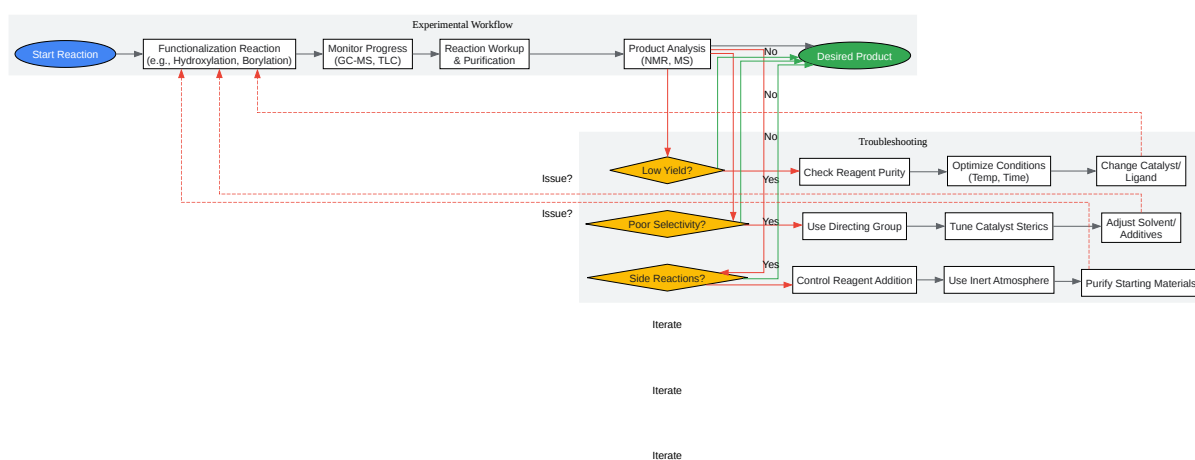 Experimental Workflow
Start Reaction
Functionalization Reaction
(e.g., Hydroxylation, Borylation)
Monitor Progress
(GC-MS, TLC)
Reaction Workup
& Purification
Product Analysis
(NMR, MS)
No
Desired Product
No
No
Troubleshooting
Low Yield?
Yes
Check Reagent Purity
Optimize Conditions
(Temp, Time)
Change Catalyst/
Ligand
Issue?
Issue?
Poor Selectivity?
Yes
Use Directing Group
Tune Catalyst Sterics
Adjust Solvent/
Additives
Side Reactions?
Yes
Control Reagent Addition
Use Inert Atmosphere
Purify Starting Materials
Iterate
Iterate
Iterate